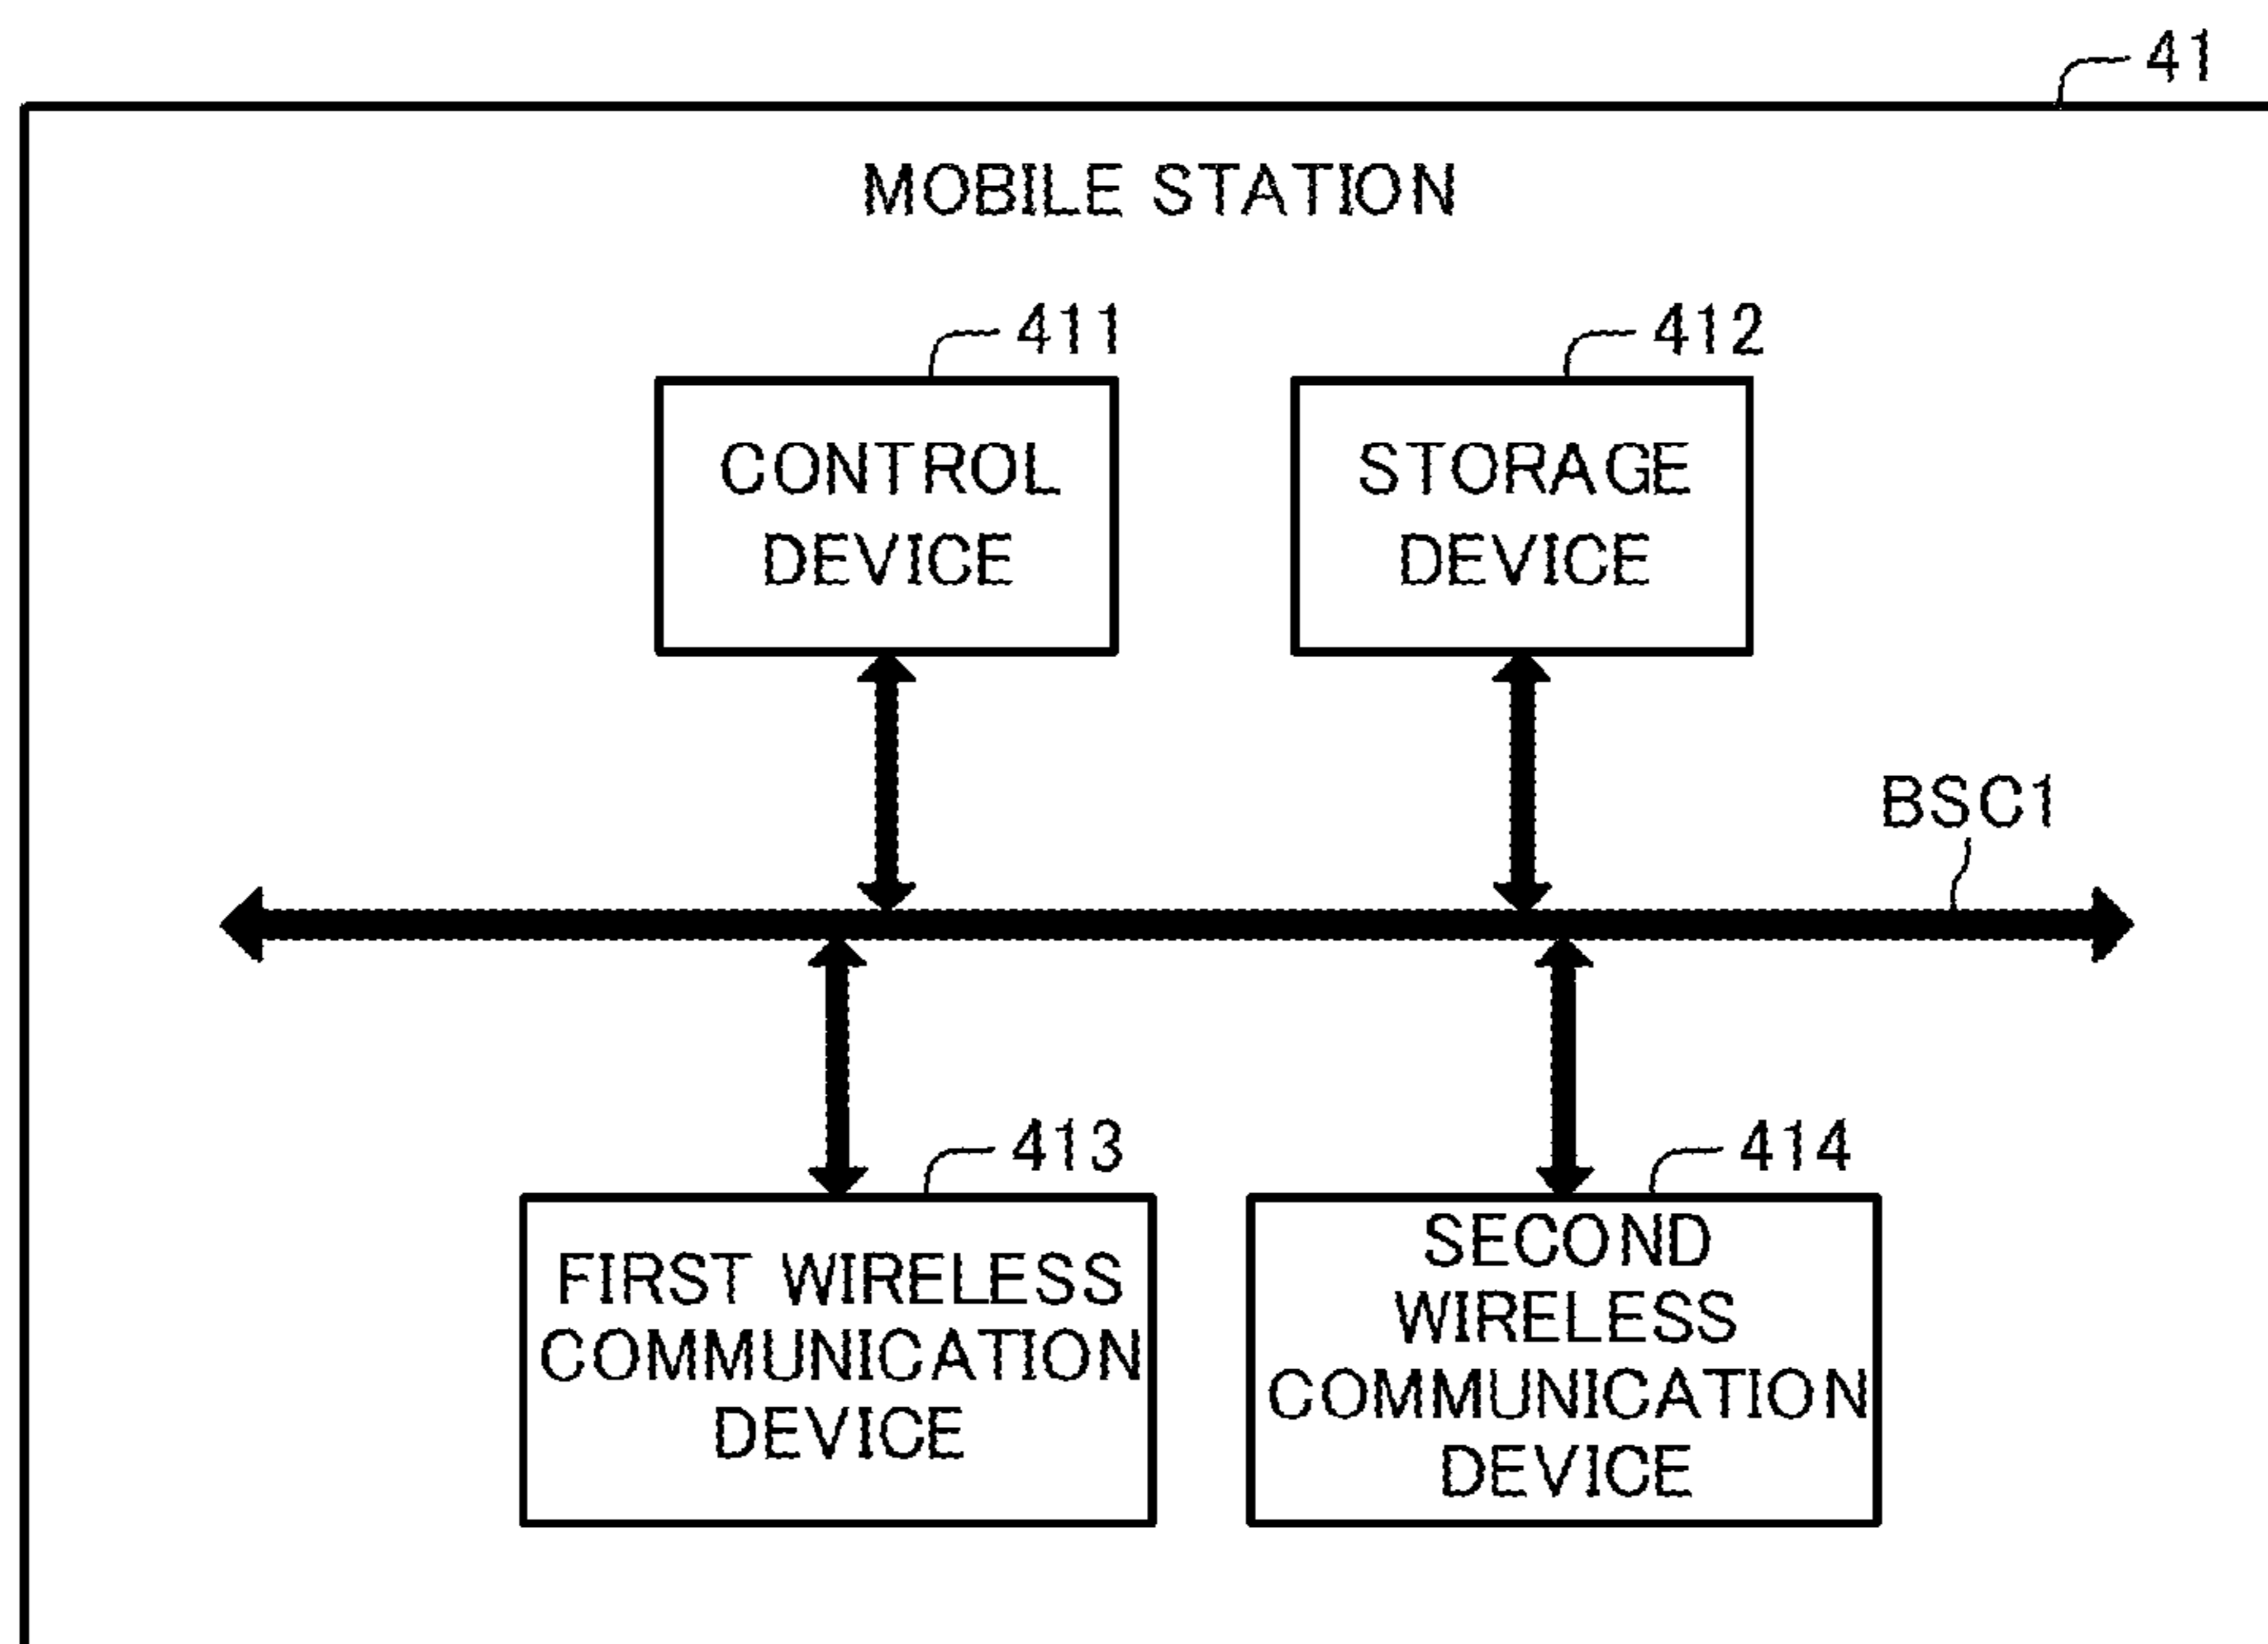 41
MOBILE STATION
411
412
CONTROL
DEVICE
STORAGE
DEVICE
BSC1
413
414
FIRST WIRELESS
COMMUNICATION
DEVICE
SECOND
WIRELESS
COMMUNICATION
DEVICE